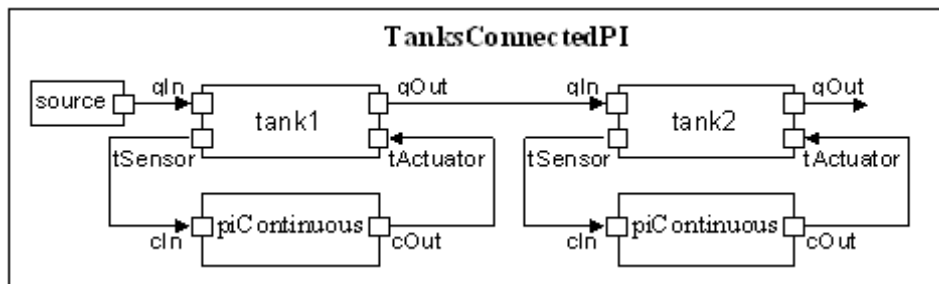 TanksConnectedPI
source
qIn
tank1
qOut
qIn
tank2
qOut
tSensor
tActuator
tSensor
tActuator
cIn
piContinuous
cOut
cIn
piContinuous
cOut